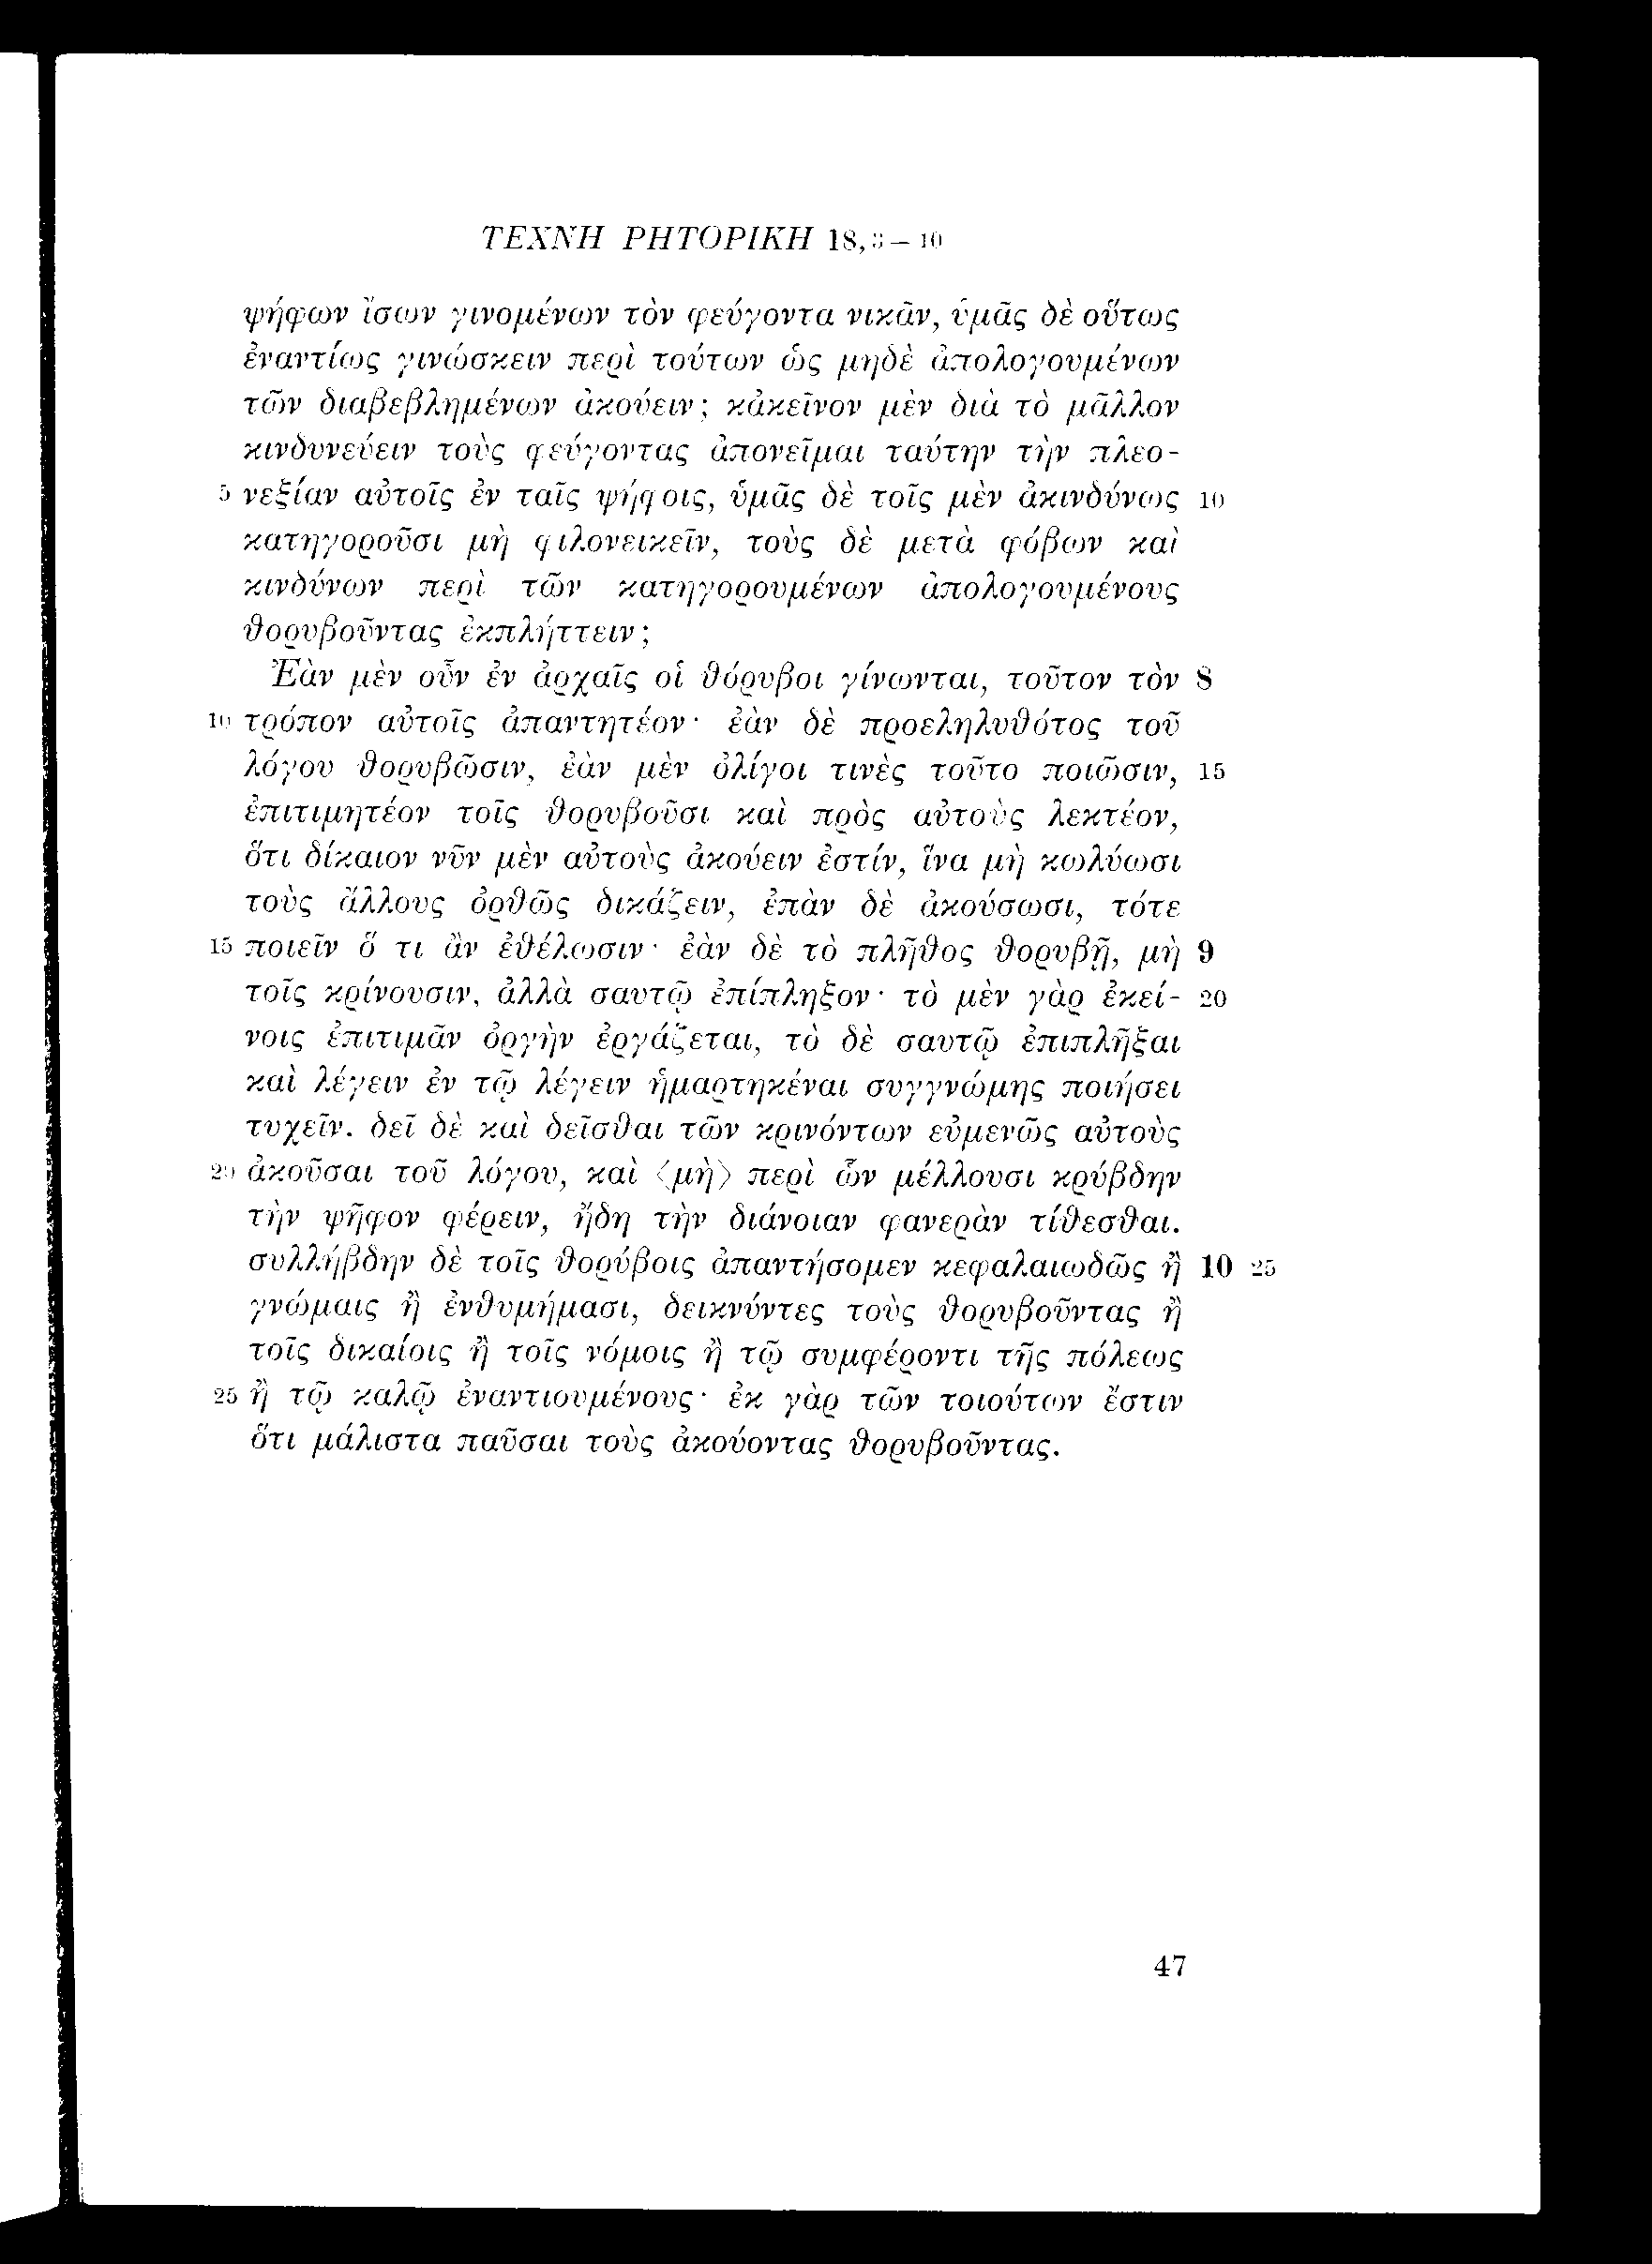 ΤΕΧΝΗ ΡΗΤΟΡΙΚΗ 18, 3 – 10
ψήφων ἴσων γινομένων τὸν φεύγοντα νικᾶν, ὑμᾶς δὲ οὕτως
ἐναντίως γινώσκειν περὶ τούτων ὡς μηδὲ ἀπολογουμένων
τῶν διαβεβλημένων ἀκούειν; κἀκεῖνον μὲν διὰ τὸ μᾶλλον
κινδυνεύειν τοὺς φεύγοντας ἀπονεῖμαι ταύτην τὴν πλεο-
5 νεξίαν αὐτοῖς ἐν ταῖς ψήφοις, ὑμᾶς δὲ τοῖς μὲν ἀκινδύνως 10
κατηγοροῦσι μὴ φιλονεικεῖν, τοὺς δὲ μετὰ φόβων καὶ
κινδύνων περὶ τῶν κατηγορουμένων ἀπολογουμένους
θορυβοῦντας ἐκπλήττειν;
Ἐὰν μὲν οὖν ἐν ἀρχαῖς οἱ θόρυβοι γίνωνται, τοῦτον τὸν 8
10 τρόπον αὐτοῖς ἀπαντητέον· ἐὰν δὲ προεληλυθότος τοῦ
λόγου θορυβῶσιν, ἐὰν μὲν ὀλίγοι τινὲς τοῦτο ποιῶσιν, 15
ἐπιτιμητέον τοῖς θορυβοῦσι καὶ πρὸς αὐτοὺς λεκτέον,
ὅτι δίκαιον νῦν μὲν αὐτοὺς ἀκούειν ἐστίν, ἵνα μὴ κωλύωσι
τοὺς ἄλλους ὀρθῶς δικάζειν, ἐπὰν δὲ ἀκούσωσι, τότε
15 ποιεῖν ὅ τι ἂν ἐθέλωσιν· ἐὰν δὲ τὸ πλῆθος θορυβῇ, μὴ 9
τοῖς κρίνουσιν, ἀλλὰ σαυτῷ ἐπίπληξον· τὸ μὲν γὰρ ἐκεί- 20
νοις ἐπιτιμᾶν ὀργὴν ἐργάζεται, τὸ δὲ σαυτῷ ἐπιπλῆξαι
καὶ λέγειν ἐν τῷ λέγειν ἡμαρτηκέναι συγγνώμης ποιήσει
τυχεῖν. δεῖ δὲ καὶ δεῖσθαι τῶν κρινόντων εὐμενῶς αὐτοὺς
20 ἀκοῦσαι τοῦ λόγου, καὶ ⟨μὴ⟩ περὶ ὧν μέλλουσι κρύβδην
τὴν ψῆφον φέρειν, ἤδη τὴν διάνοιαν φανερὰν τίθεσθαι.
συλλήβδην δὲ τοῖς θορύβοις ἀπαντήσομεν κεφαλαιωδῶς ἢ 10 25
γνώμαις ἢ ἐνθυμήμασι, δεικνύντες τοὺς θορυβοῦντας ἢ
τοῖς δικαίοις ἢ τοῖς νόμοις ἢ τῷ συμφέροντι τῆς πόλεως
25 ἢ τῷ καλῷ ἐναντιουμένους· ἐκ γὰρ τῶν τοιούτων ἔστιν
ὅτι μάλιστα παῦσαι τοὺς ἀκούοντας θορυβοῦντας.
47